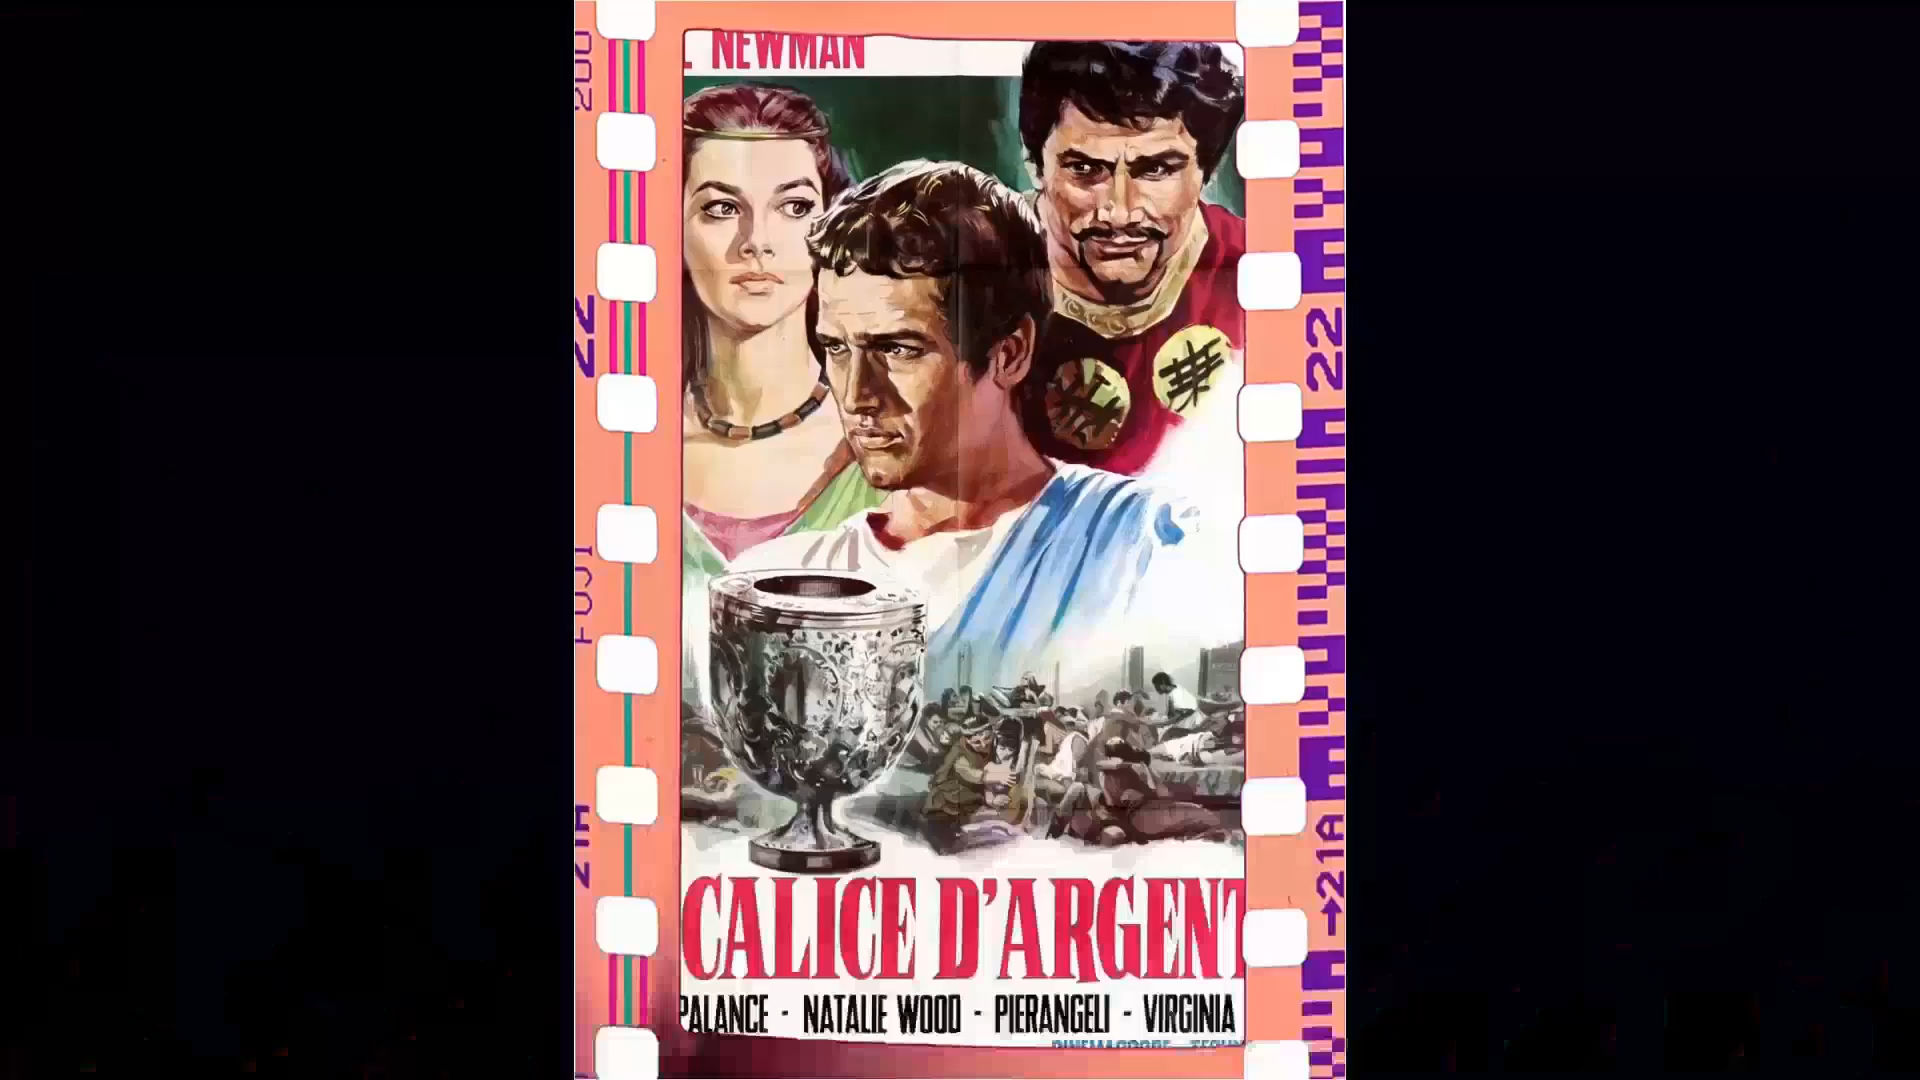 . NEWMAN
CALICE D'ARGENT
PALANCE - NATALIE WOOD - PIERANGELI - VIRGINIA
200
22
FUJI
21A
22
→21A